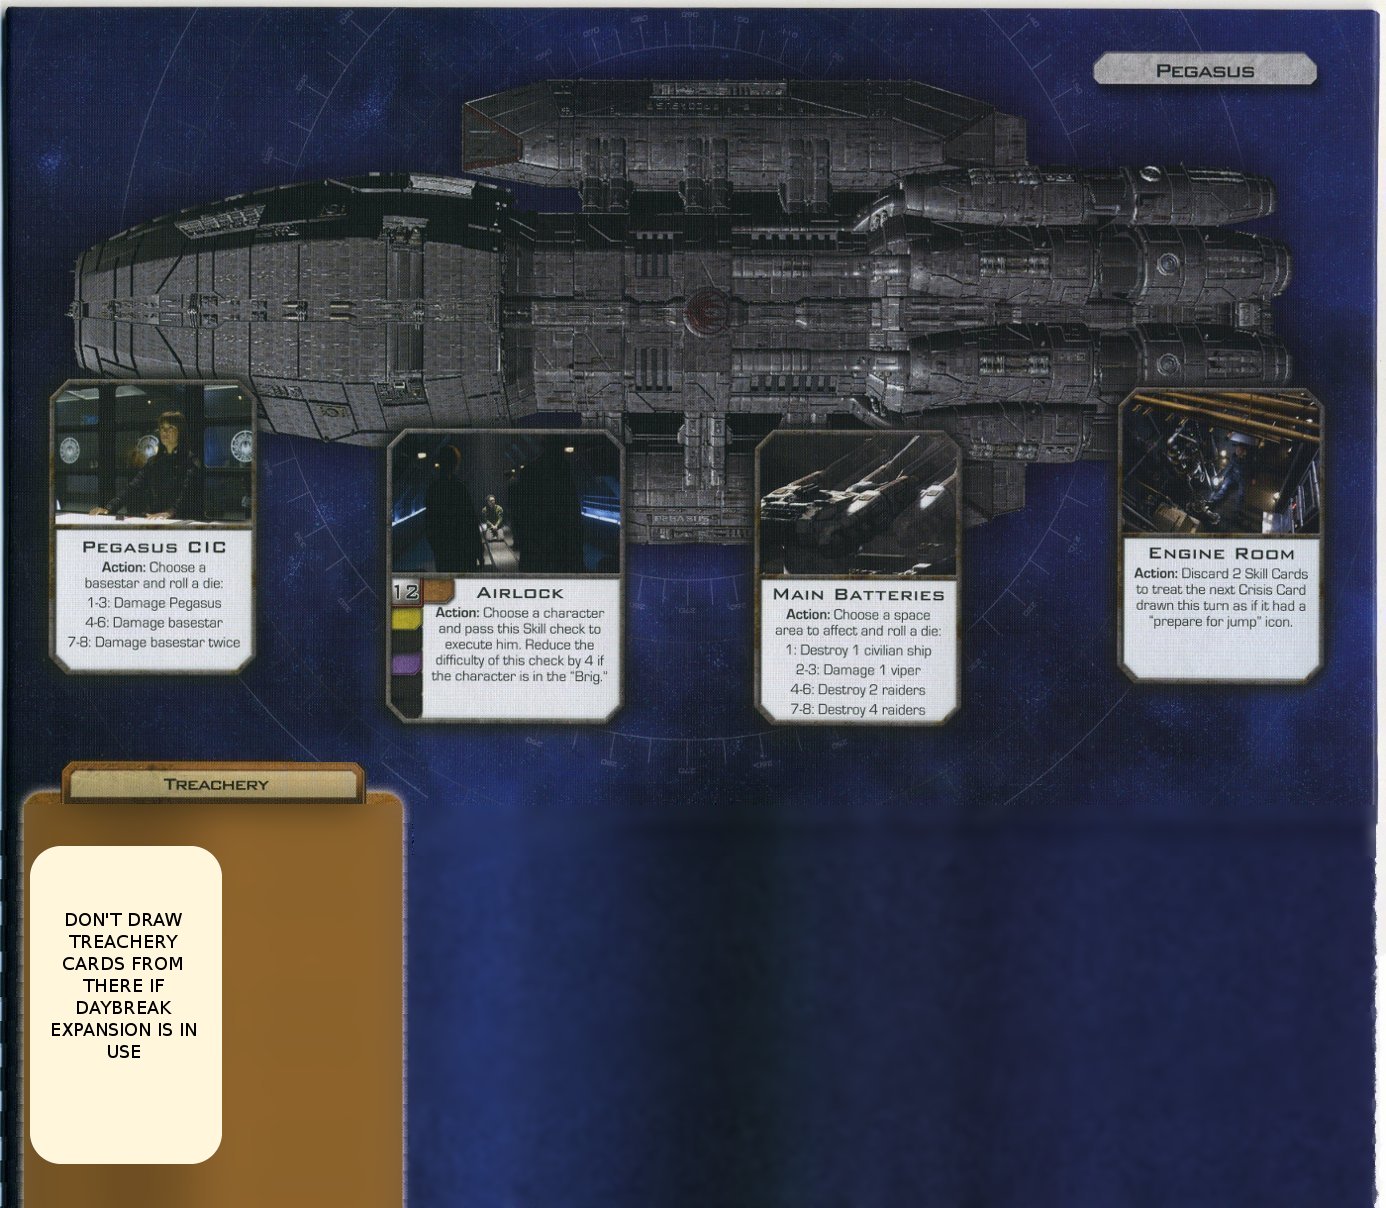 PEGASUS
PEGASUS
PEGASUS CIC
Action: Choose a
basestar and roll a die:
1-3: Damage Pegasus
4-6: Damage basestar
7-8: Damage basestar twice
12
AIRLOCK
Action: Choose a character
and pass this Skill check to
execute him. Reduce the
difficulty of this check by 4 if
the character is in the "Brig."
MAIN BATTERIES
Action: Choose a space
area to affect and roll a die:
1: Destroy 1 civilian ship
2-3: Damage 1 viper
4-6: Destroy 2 raiders
7-8: Destroy 4 raiders
ENGINE ROOM
Action: Discard 2 Skill Cards
to treat the next Crisis Card
drawn this turn as if it had a
"prepare for jump" icon.
TREACHERY
DON'T DRAW
TREACHERY
CARDS FROM
THERE IF
DAYBREAK
EXPANSION IS IN
USE